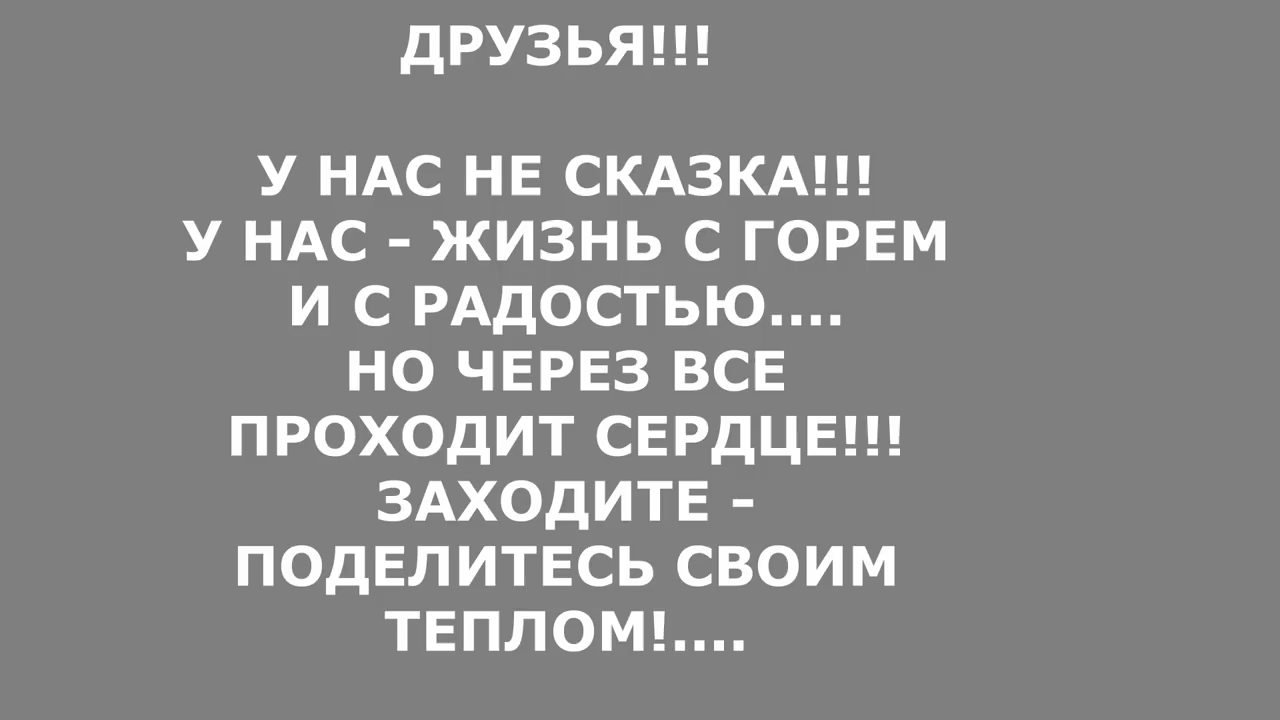 ДРУЗЬЯ!!!
У НАС НЕ СКАЗКА!!!
У НАС – ЖИЗНЬ С ГОРЕМ
И С РАДОСТЬЮ....
НО ЧЕРЕЗ ВСЕ
ПРОХОДИТ СЕРДЦЕ!!!
ЗАХОДИТЕ –
ПОДЕЛИТЕСЬ СВОИМ
ТЕПЛОМ!....